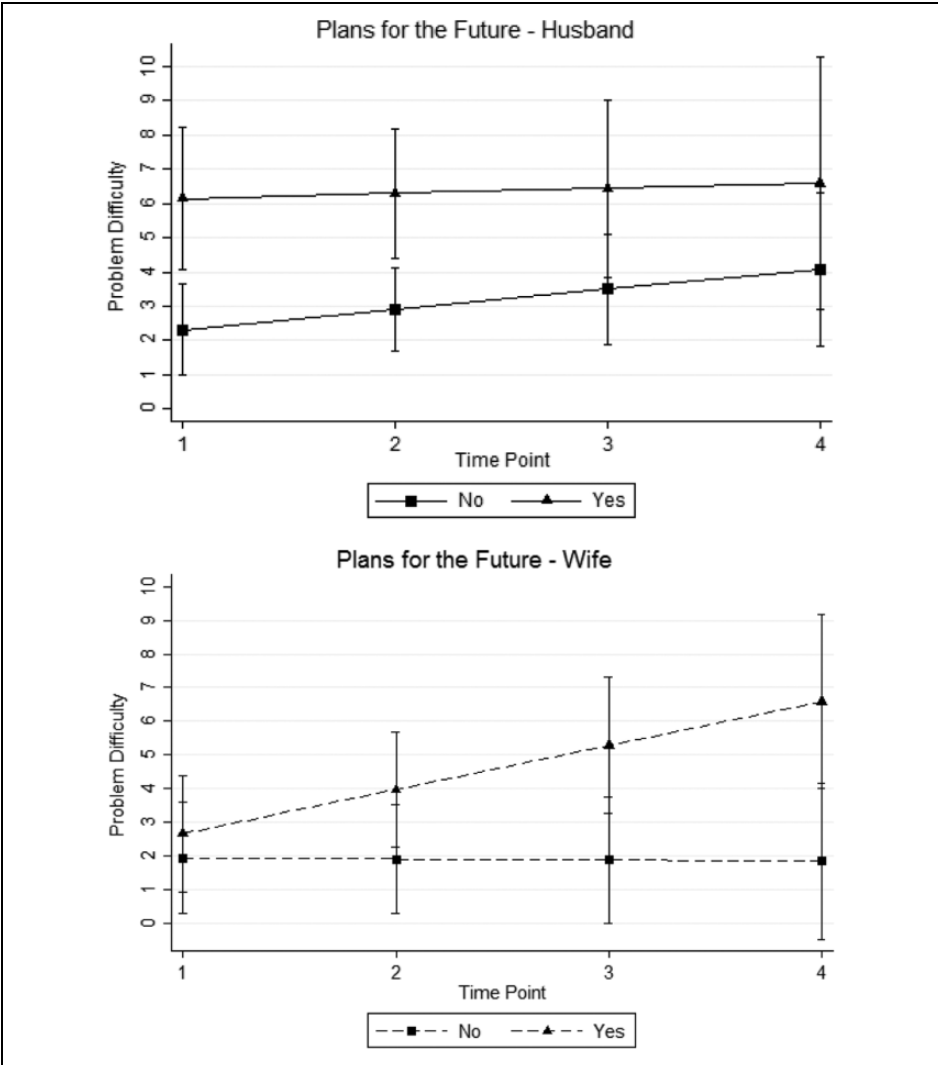 Plans for the Future - Husband
Problem Difficulty
10
9
8
7
6
5
4
3
2
1
0
1 2 3 4
Time Point
No Yes
Plans for the Future - Wife
Problem Difficulty
10
9
8
7
6
5
4
3
2
1
0
1 2 3 4
Time Point
No Yes